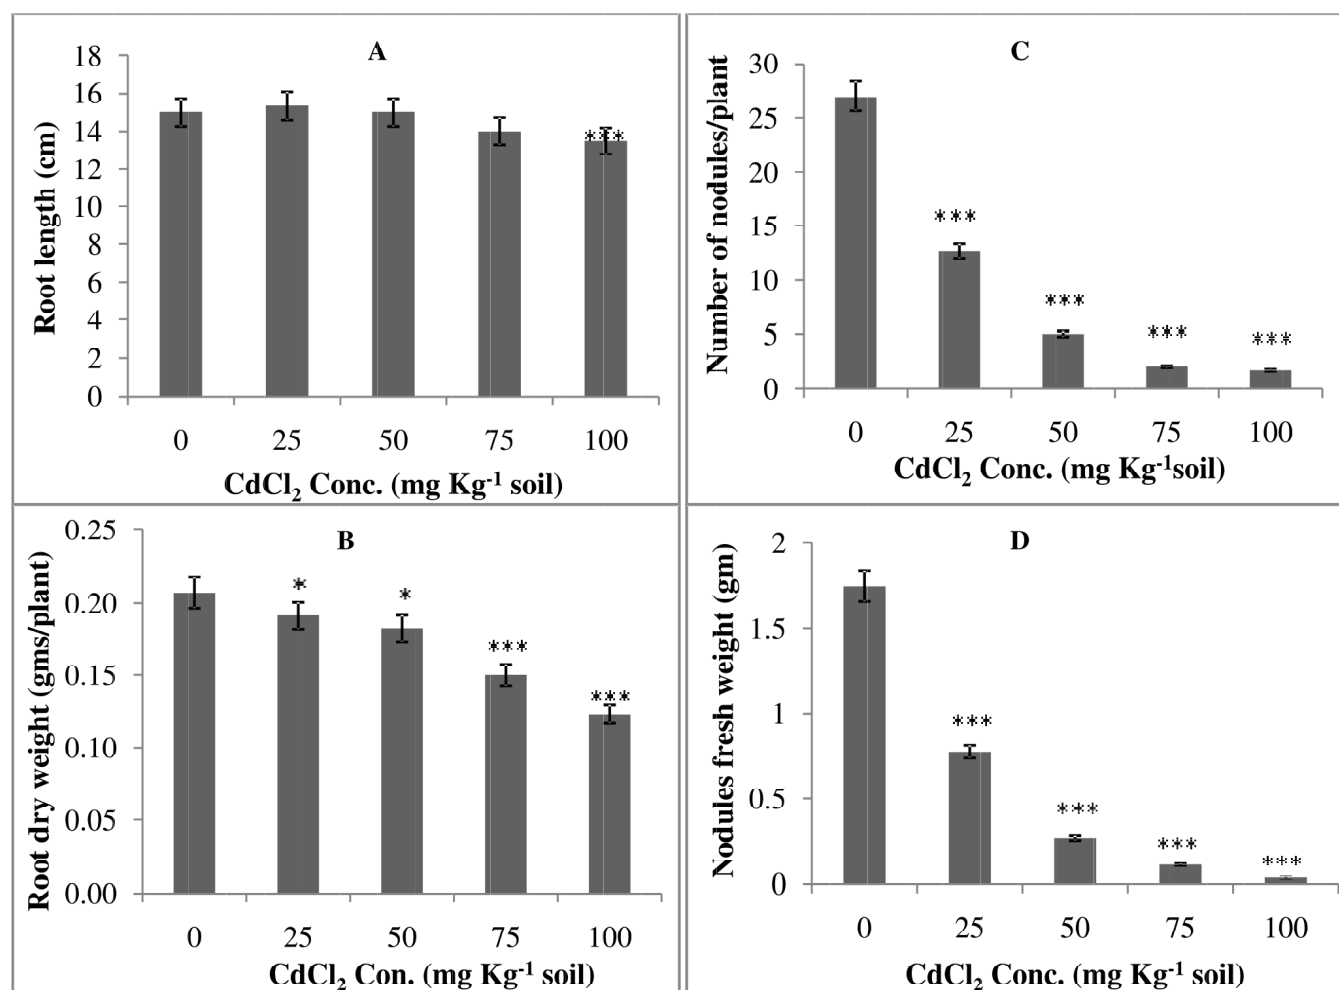 A
18
16
14
12
10
8
6
4
2
0
Root length (cm)
***
0 25 50 75 100
CdCl₂ Conc. (mg Kg⁻¹ soil)
C
30
25
20
15
10
5
0
Number of nodules/plant
***
***
***
***
0 25 50 75 100
CdCl₂ Conc. (mg Kg⁻¹soil)
B
0.25
0.20
0.15
0.10
0.05
0.00
Root dry weight (gms/plant)
*
*
***
***
0 25 50 75 100
CdCl₂ Con. (mg Kg⁻¹ soil)
D
2
1.5
1
0.5
0
Nodules fresh weight (gm)
***
***
***
***
0 25 50 75 100
CdCl₂ Conc. (mg Kg⁻¹ soil)